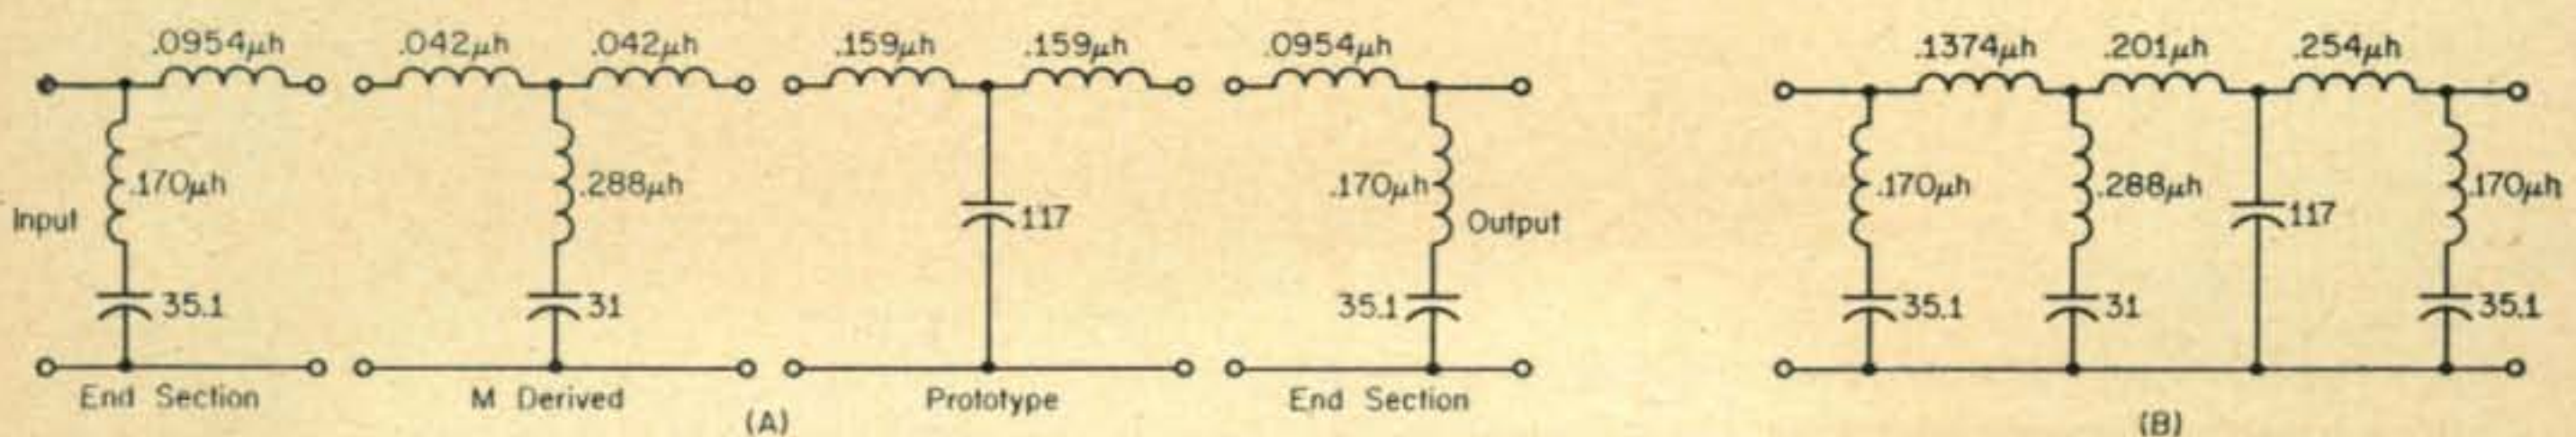 .0954μh .042μh .042μh .159μh .159μh .0954μh
.170μh .288μh .170μh
Input 117 Output
35.1 31 35.1
End Section M Derived Prototype End Section
(A)
.1374μh .201μh .254μh
.170μh .288μh .170μh
117
35.1 31 35.1
(B)